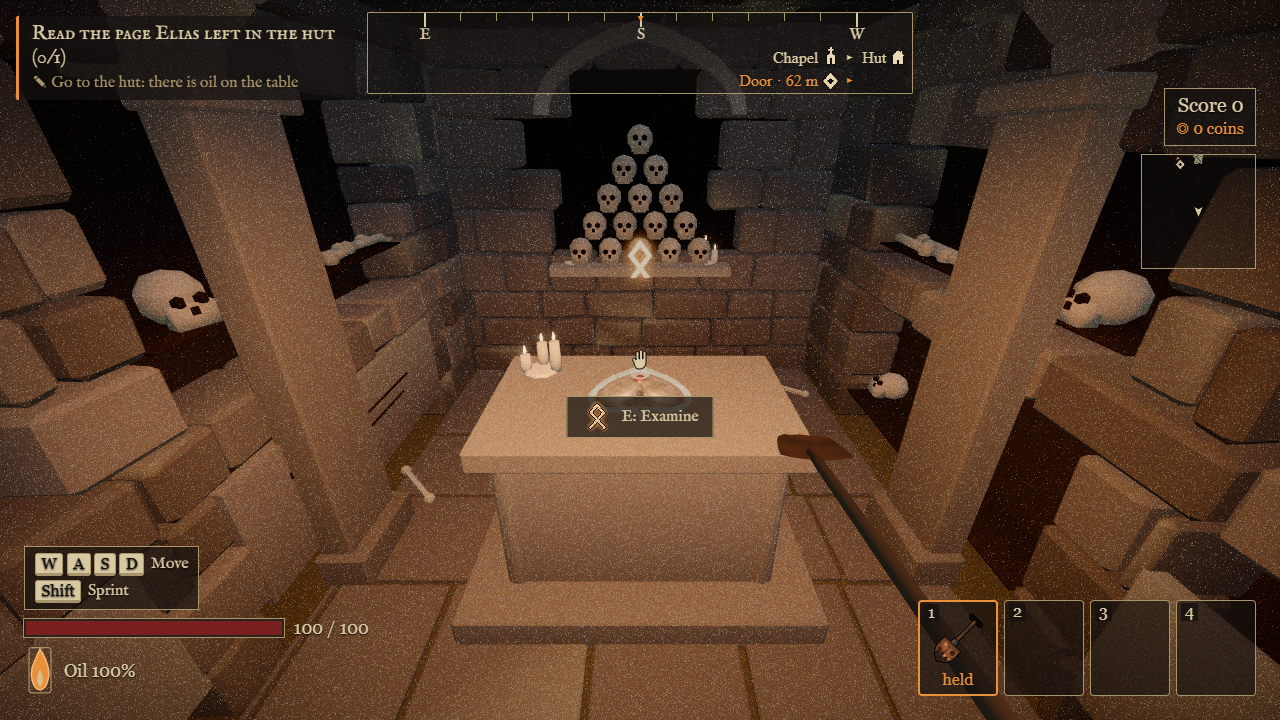 Read the page Elias left in the hut
(0/1)
Go to the hut: there is oil on the table
E S W
Chapel Hut
Door · 62 m
Score 0
0 coins
E: Examine
W A S D Move
Shift Sprint
100 / 100
Oil 100%
1 2 3 4
held